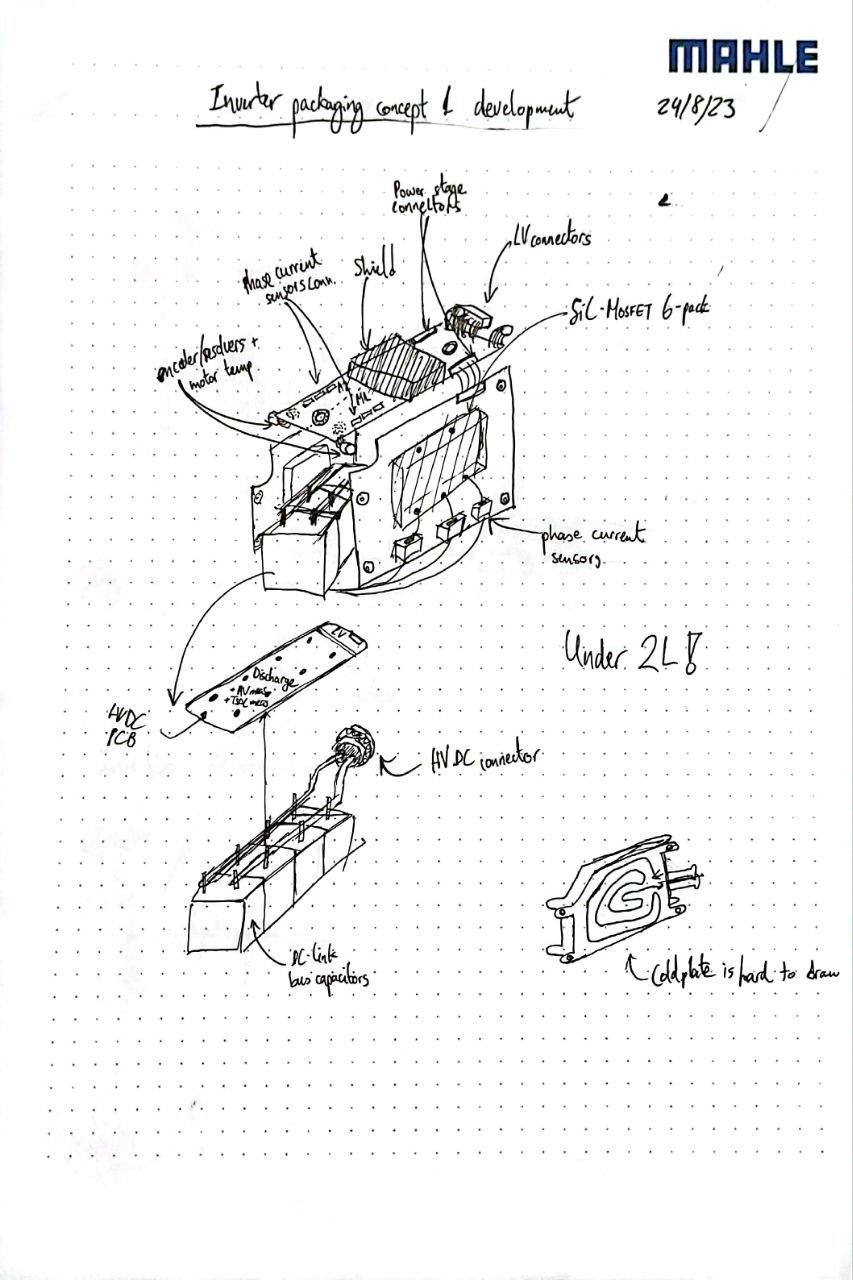 MAHLE
Inverter packaging concept 1 development
24/8/23
Power stage
connectors
LV connectors
Phase current
sensors conn.
Shield
SiC-MOSFET 6-pack
encoder/resolvers +
motor temp
phase current
sensors
Under 2L!
LV
Discharge
+ HV meas
HVDC
PCB
HVDC connector
DC-link
bus capacitors
Coldplate is hard to draw